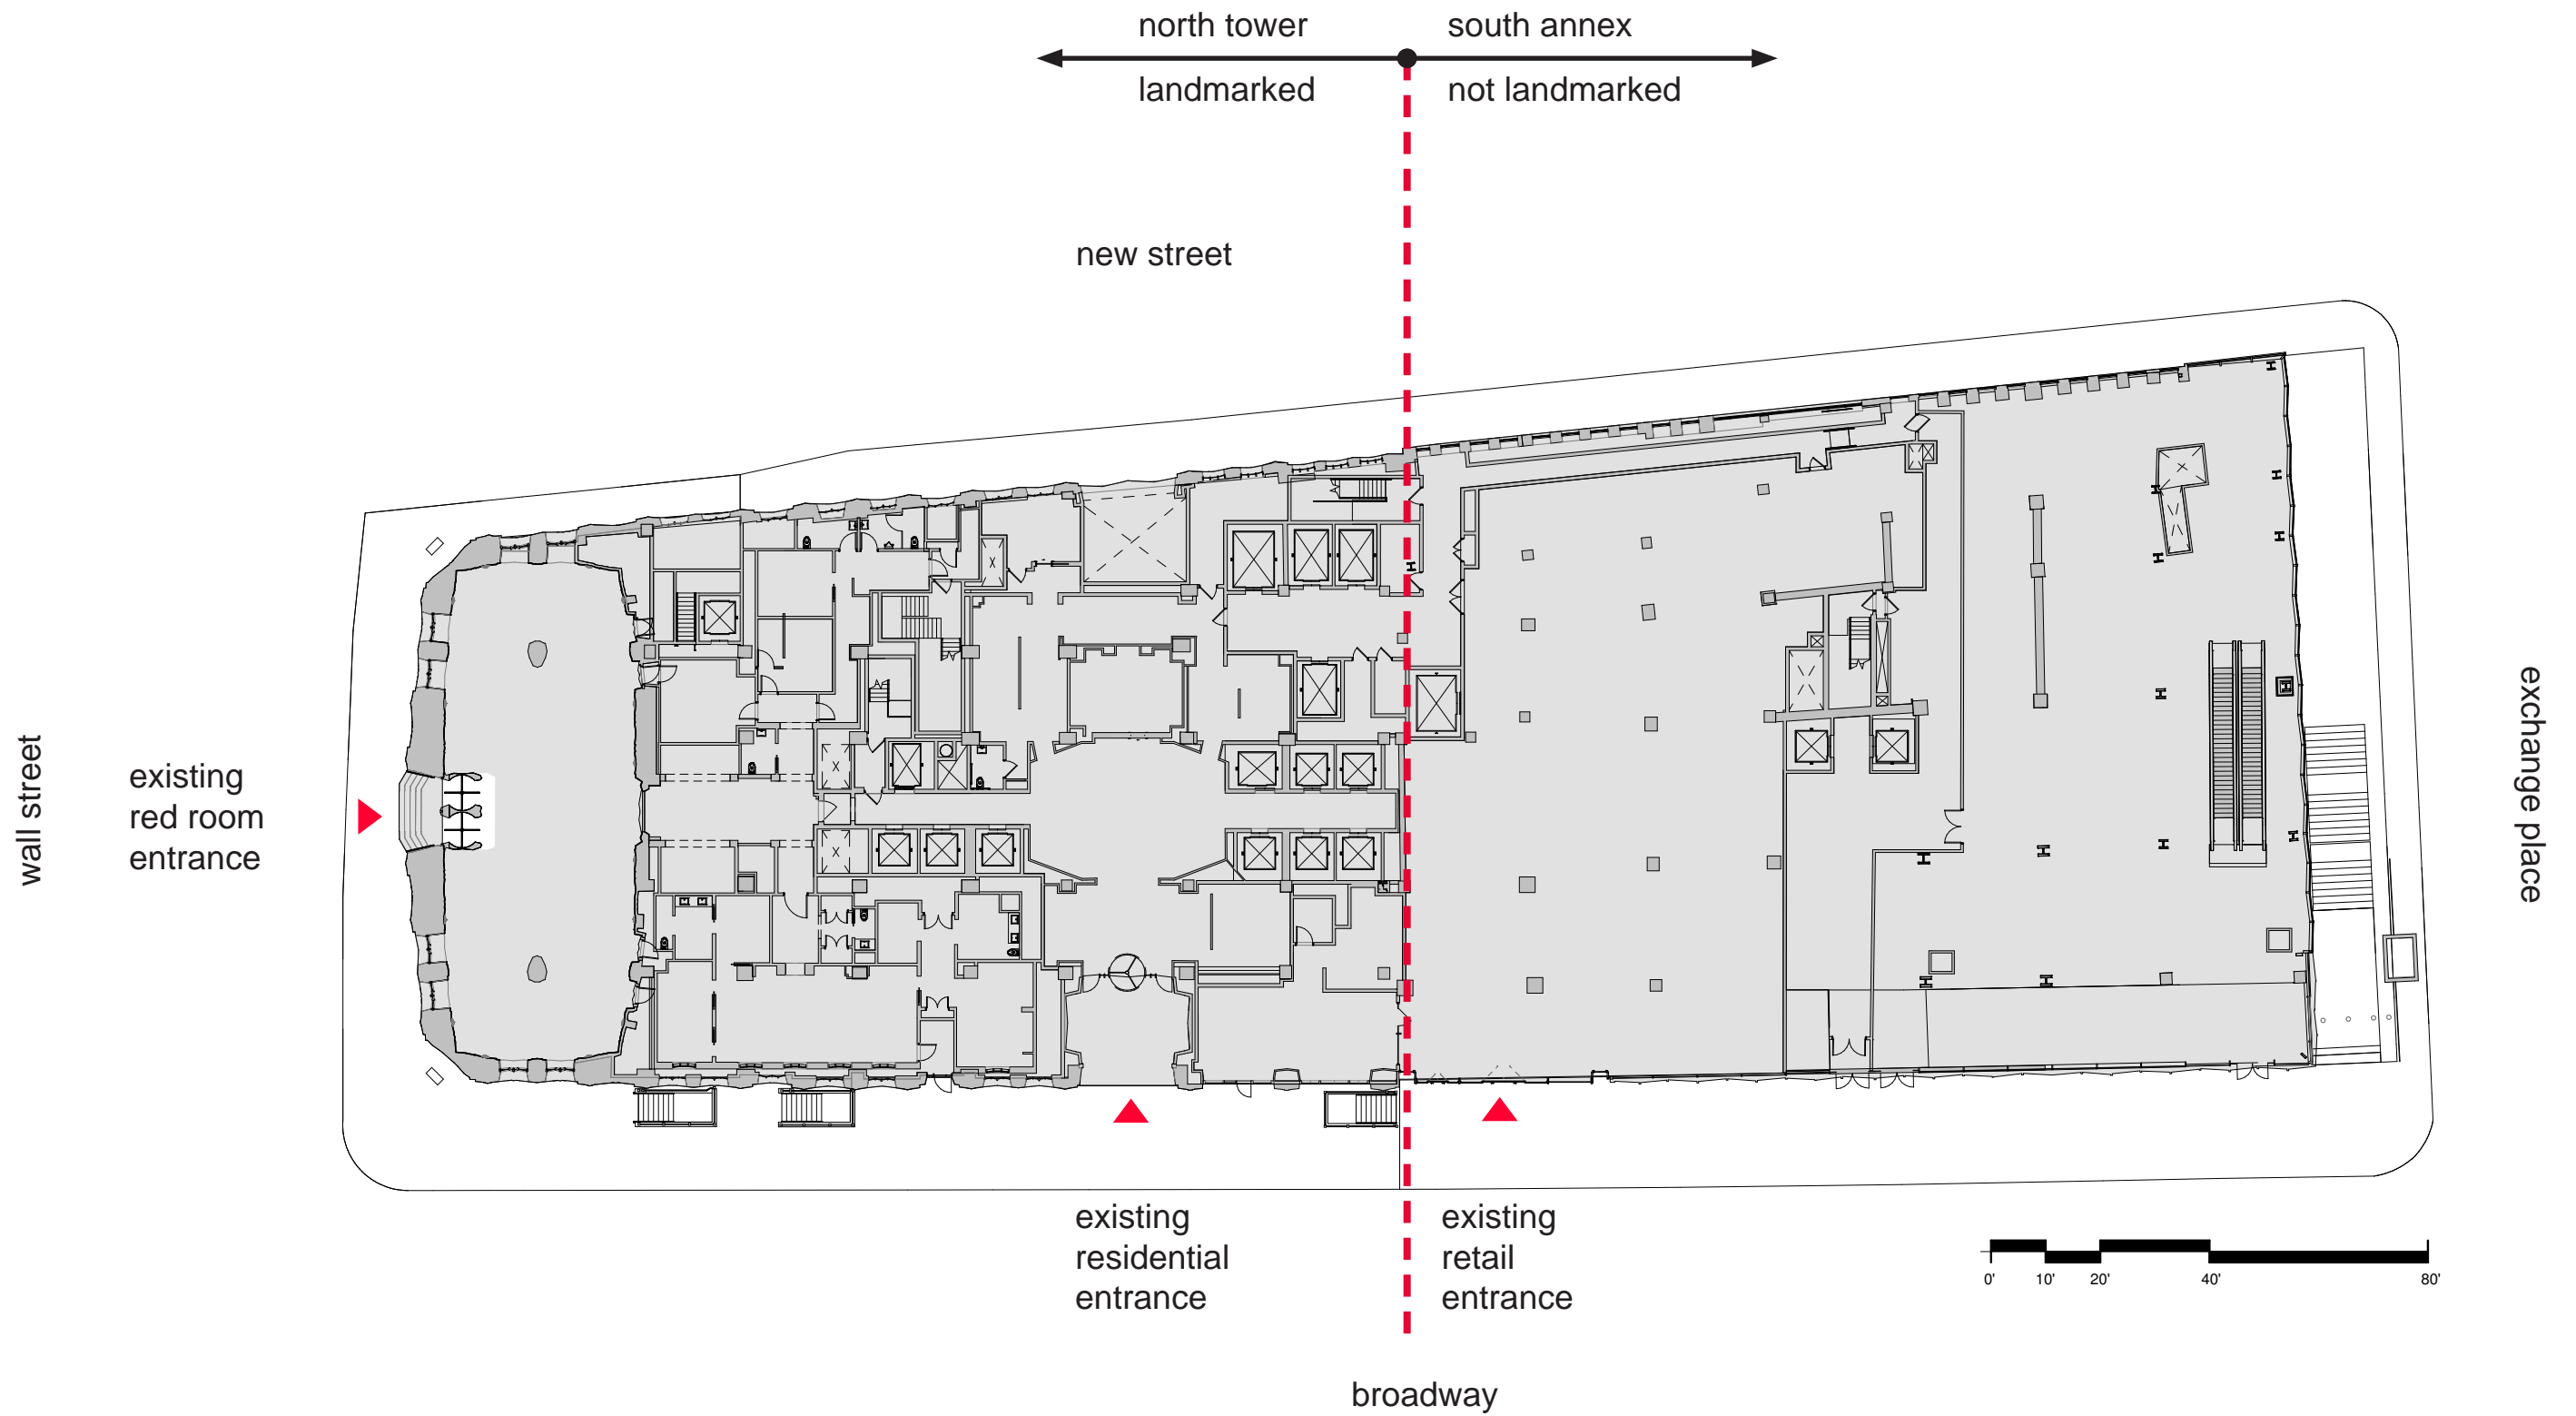 north tower
south annex
landmarked
not landmarked
new street
wall street
existing
red room
entrance
exchange place
existing
residential
entrance
existing
retail
entrance
0'
10'
20'
40'
80'
broadway